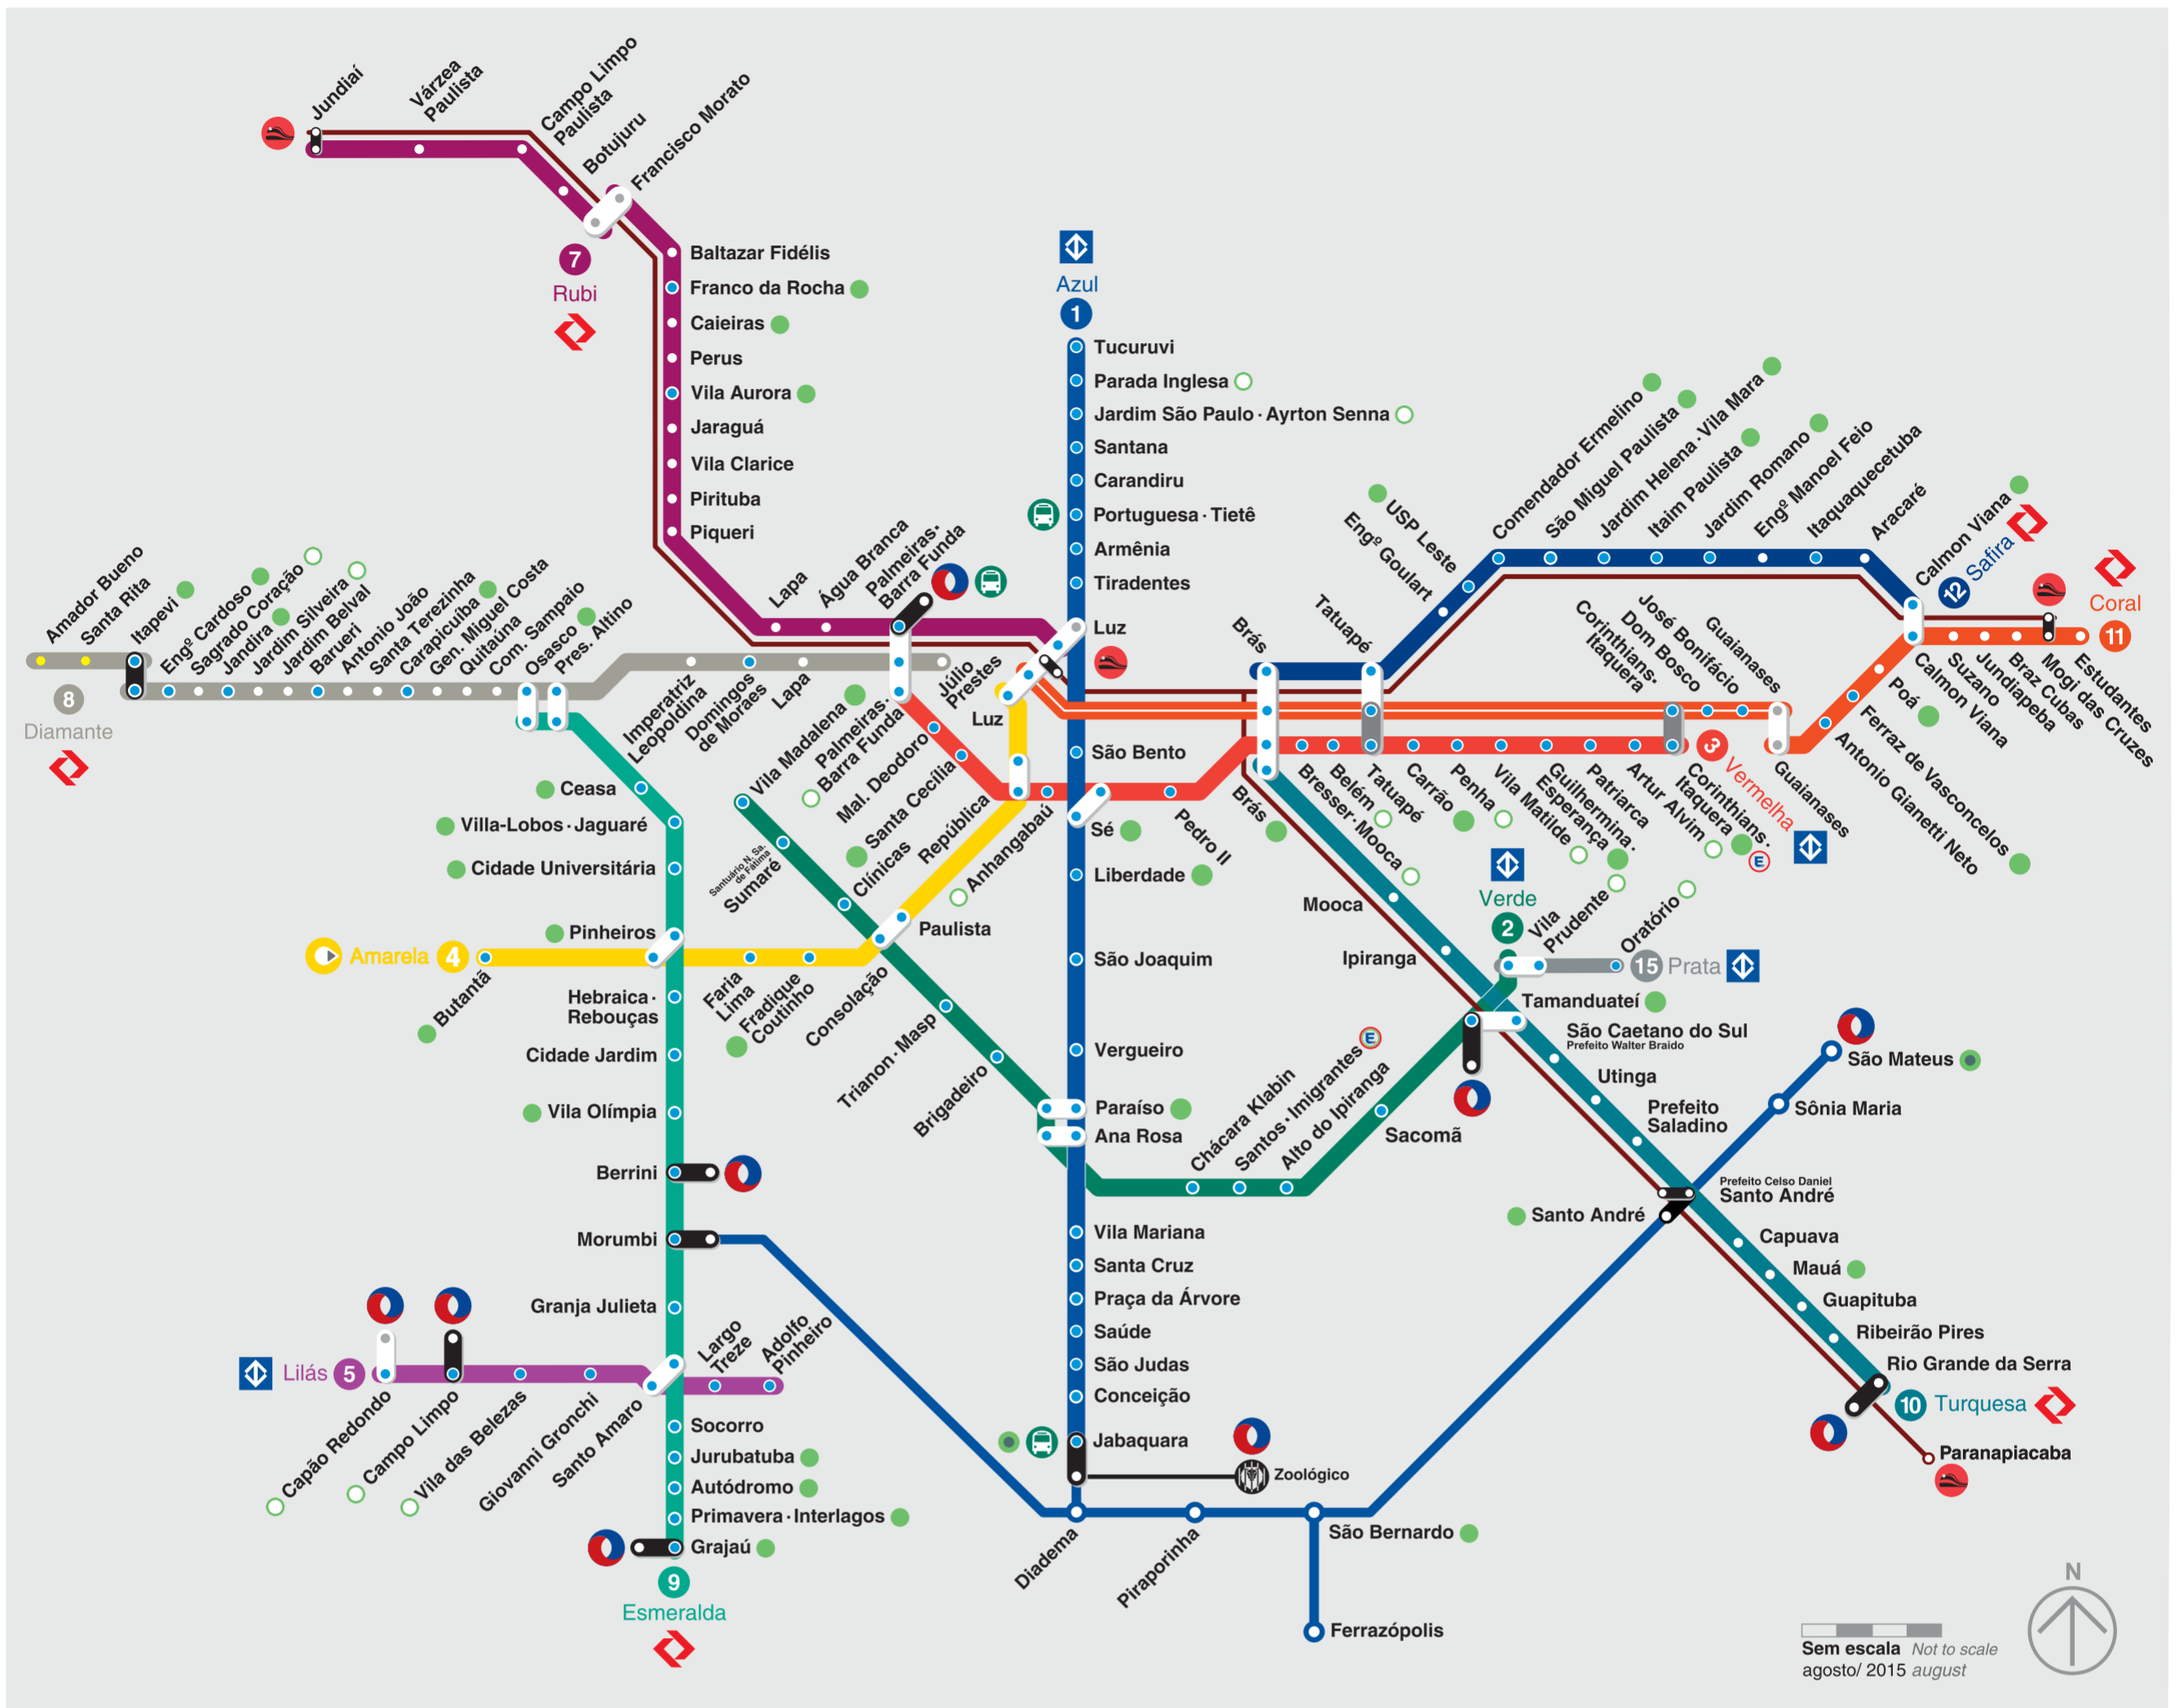 Jundiaí
Várzea
Paulista
Campo Limpo
Paulista
Botujuru
Francisco Morato
7
Rubi
Baltazar Fidélis
Franco da Rocha
Caieiras
Perus
Vila Aurora
Jaraguá
Vila Clarice
Pirituba
Piqueri
Lapa
Água Branca
Palmeiras·
Barra Funda
Azul
1
Tucuruvi
Parada Inglesa
Jardim São Paulo·Ayrton Senna
Santana
Carandiru
Portuguesa·Tietê
Armênia
Tiradentes
Luz
São Bento
Sé
Liberdade
São Joaquim
Vergueiro
Paraíso
Ana Rosa
Vila Mariana
Santa Cruz
Praça da Árvore
Saúde
São Judas
Conceição
Jabaquara
Zoológico
Amador Bueno
Santa Rita
Itapevi
Engº Cardoso
Sagrado Coração
Jandira
Jardim Silveira
Jardim Belval
Barueri
Antonio João
Santa Terezinha
Carapicuíba
Gen. Miguel Costa
Quitaúna
Com. Sampaio
Osasco
Pres. Altino
Imperatriz
Leopoldina
Domingos
de Moraes
Lapa
Júlio
Prestes
8
Diamante
Ceasa
Villa-Lobos·Jaguaré
Cidade Universitária
Pinheiros
Hebraica·
Rebouças
Cidade Jardim
Vila Olímpia
Berrini
Morumbi
Granja Julieta
Socorro
Jurubatuba
Autódromo
Primavera·Interlagos
Grajaú
9
Esmeralda
Amarela
4
Butantã
Faria
Lima
Fradique
Coutinho
Paulista
República
Luz
Vila Madalena
Santuário N. Sa.
de Fátima
Sumaré
Clínicas
Consolação
Trianon·Masp
Brigadeiro
Chácara Klabin
Santos·Imigrantes
E
Alto do Ipiranga
Sacomã
Tamanduateí
Vila
Prudente
Verde
2
Oratório
15
Prata
Palmeiras·
Barra Funda
Mal. Deodoro
Santa Cecília
Anhangabaú
Pedro II
Brás
Brás
Bresser·Mooca
Belém
Tatuapé
Carrão
Penha
Vila Matilde
Guilhermina·
Esperança
Patriarca
Artur Alvim
Corinthians·
Itaquera
E
3
Vermelha
Tatuapé
Engº Goulart
USP Leste
Comendador Ermelino
São Miguel Paulista
Jardim Helena·Vila Mara
Itaim Paulista
Jardim Romano
Engº Manoel Feio
Itaquaquecetuba
Aracaré
Calmon Viana
12
Safira
Coral
11
Corinthians·
Itaquera
Dom Bosco
José Bonifácio
Guaianases
Guaianases
Antonio Gianetti Neto
Ferraz de Vasconcelos
Poá
Calmon Viana
Suzano
Jundiapeba
Braz Cubas
Mogi das Cruzes
Estudantes
Mooca
Ipiranga
São Caetano do Sul
Prefeito Walter Braido
Utinga
Prefeito
Saladino
Prefeito Celso Daniel
Santo André
Capuava
Mauá
Guapituba
Ribeirão Pires
Rio Grande da Serra
10
Turquesa
Paranapiacaba
São Mateus
Sônia Maria
Santo André
Lilás
5
Capão Redondo
Campo Limpo
Vila das Belezas
Giovanni Gronchi
Santo Amaro
Largo
Treze
Adolfo
Pinheiro
Diadema
Piraporinha
São Bernardo
Ferrazópolis
N
Sem escala Not to scale
agosto/ 2015 august